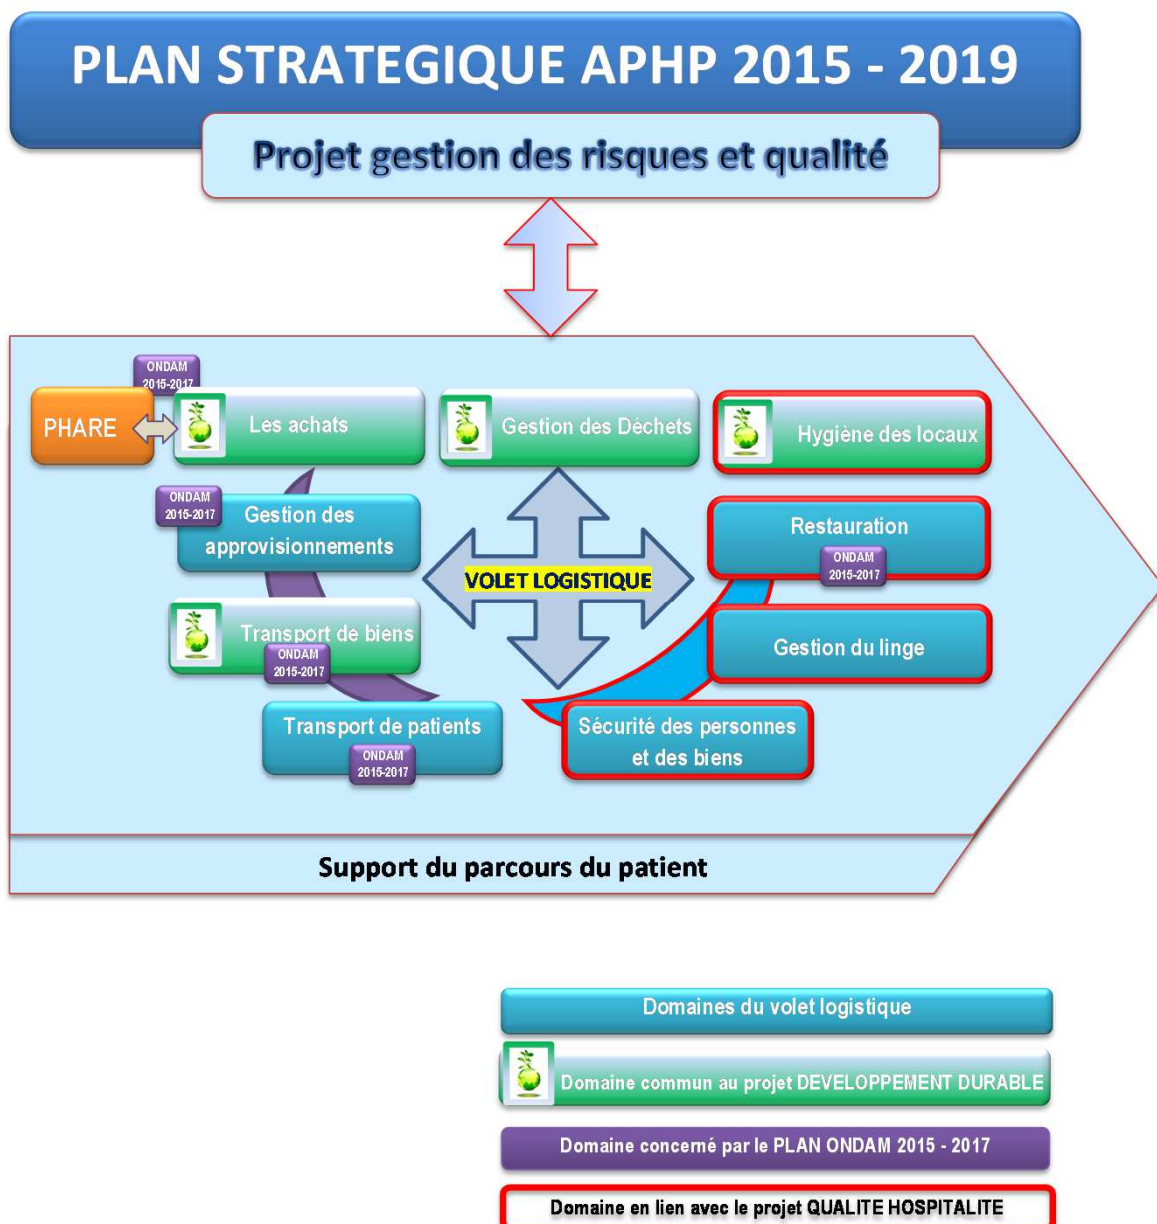 PLAN STRATEGIQUE APHP 2015 - 2019
Projet gestion des risques et qualité
ONDAM
2015-2017
PHARE
Les achats
Gestion des Déchets
Hygiène des locaux
ONDAM
2015-2017
Gestion des
approvisionnements
Restauration
ONDAM
2015-2017
VOLET LOGISTIQUE
Transport de biens
ONDAM
2015-2017
Gestion du linge
Transport de patients
ONDAM
2015-2017
Sécurité des personnes
et des biens
Support du parcours du patient
Domaines du volet logistique
Domaine commun au projet DEVELOPPEMENT DURABLE
Domaine concerné par le PLAN ONDAM 2015 - 2017
Domaine en lien avec le projet QUALITE HOSPITALITE